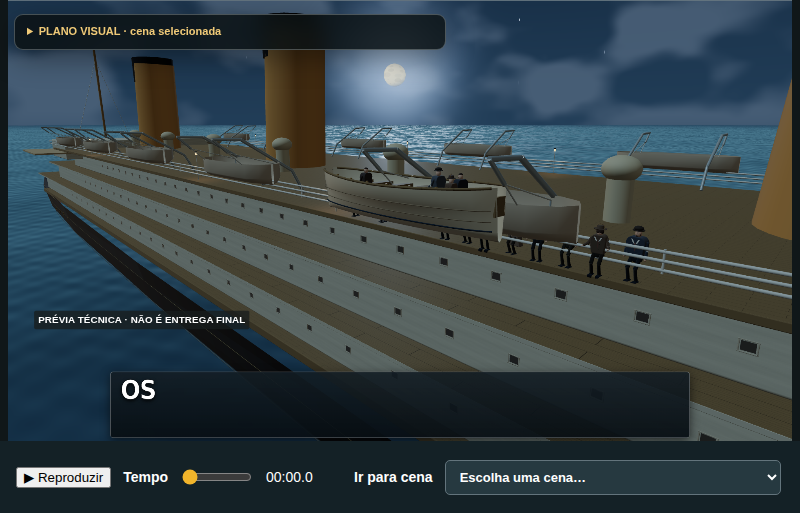 ▶ PLANO VISUAL · cena selecionada
PRÉVIA TÉCNICA · NÃO É ENTREGA FINAL
OS
▶ Reproduzir Tempo 00:00.0 Ir para cena Escolha uma cena…